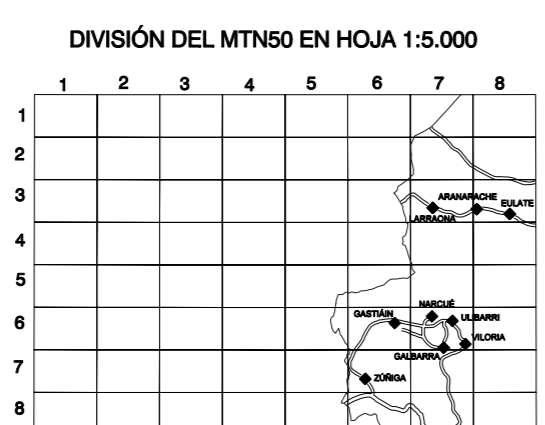 DIVISIÓN DEL MTN50 EN HOJA 1:5.000
1 2 3 4 5 6 7 8
1
2
3
ARANARACHE
EULATE
LARRAONA
4
5
NARCUÉ
GASTIÁIN
6
ULIBARRI
VILORIA
GALBARRA
7
ZÚÑIGA
8